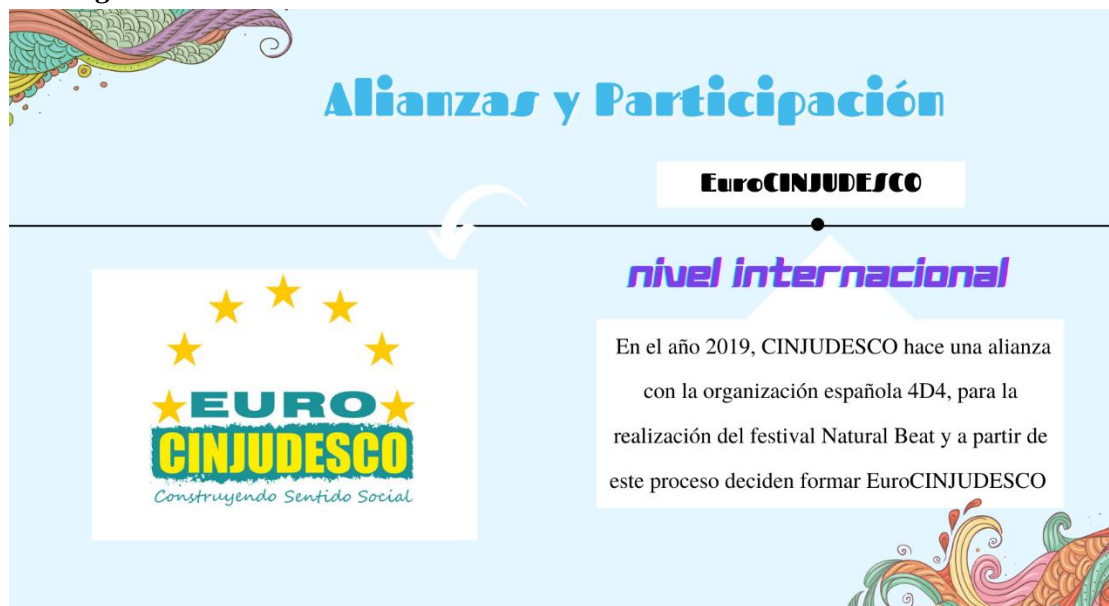 Alianzas y Participación
EuroCINJUDESCO
nivel internacional
EURO
CINJUDESCO
Construyendo Sentido Social
En el año 2019, CINJUDESCO hace una alianza
con la organización española 4D4, para la
realización del festival Natural Beat y a partir de
este proceso deciden formar EuroCINJUDESCO